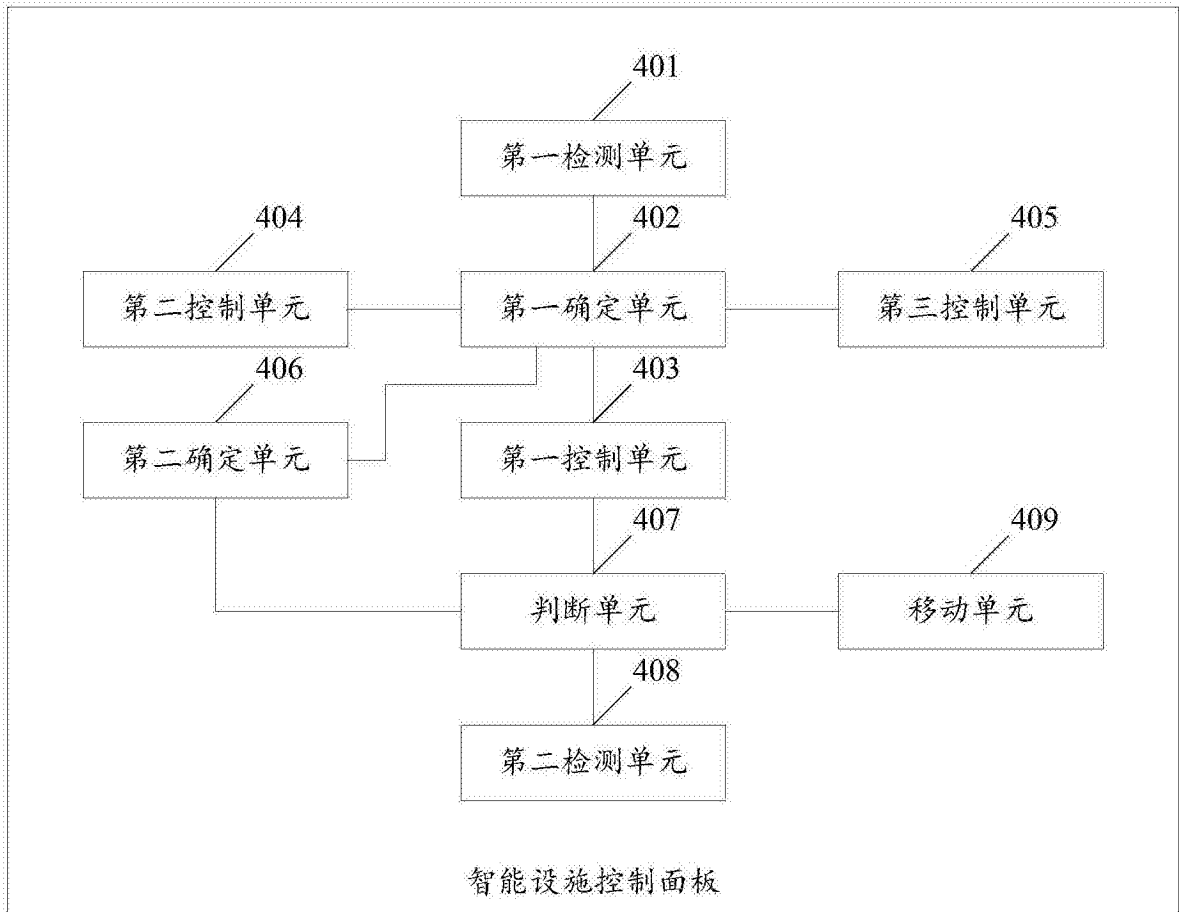 401
第一检测单元
404
402
405
第二控制单元
第一确定单元
第三控制单元
406
403
第二确定单元
第一控制单元
407
409
判断单元
移动单元
408
第二检测单元
智能设施控制面板